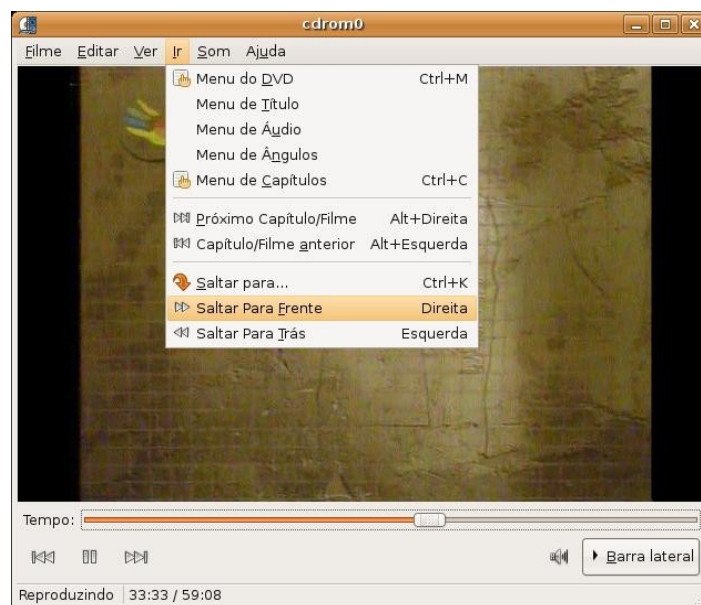 cdrom0
Filme Editar Ver Ir Som Ajuda
Menu do DVD Ctrl+M
Menu de Título
Menu de Áudio
Menu de Ângulos
Menu de Capítulos Ctrl+C
Próximo Capítulo/Filme Alt+Direita
Capítulo/Filme anterior Alt+Esquerda
Saltar para... Ctrl+K
Saltar Para Frente Direita
Saltar Para Trás Esquerda
Tempo:
Barra lateral
Reproduzindo 33:33 / 59:08